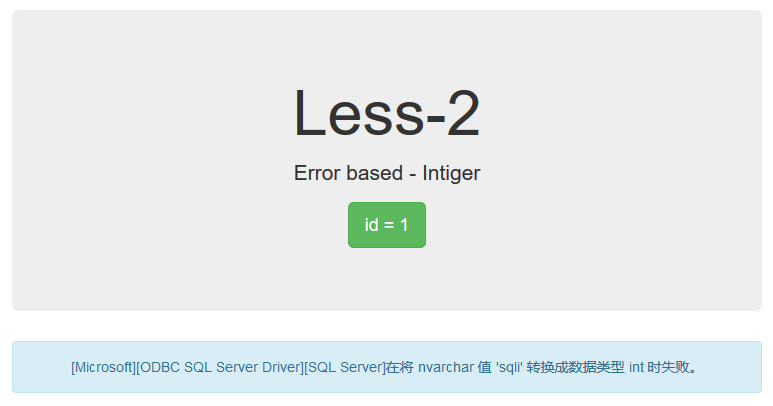 Less-2
Error based - Intiger
id = 1
[Microsoft][ODBC SQL Server Driver][SQL Server]在将 nvarchar 值 'sqli' 转换成数据类型 int 时失败。